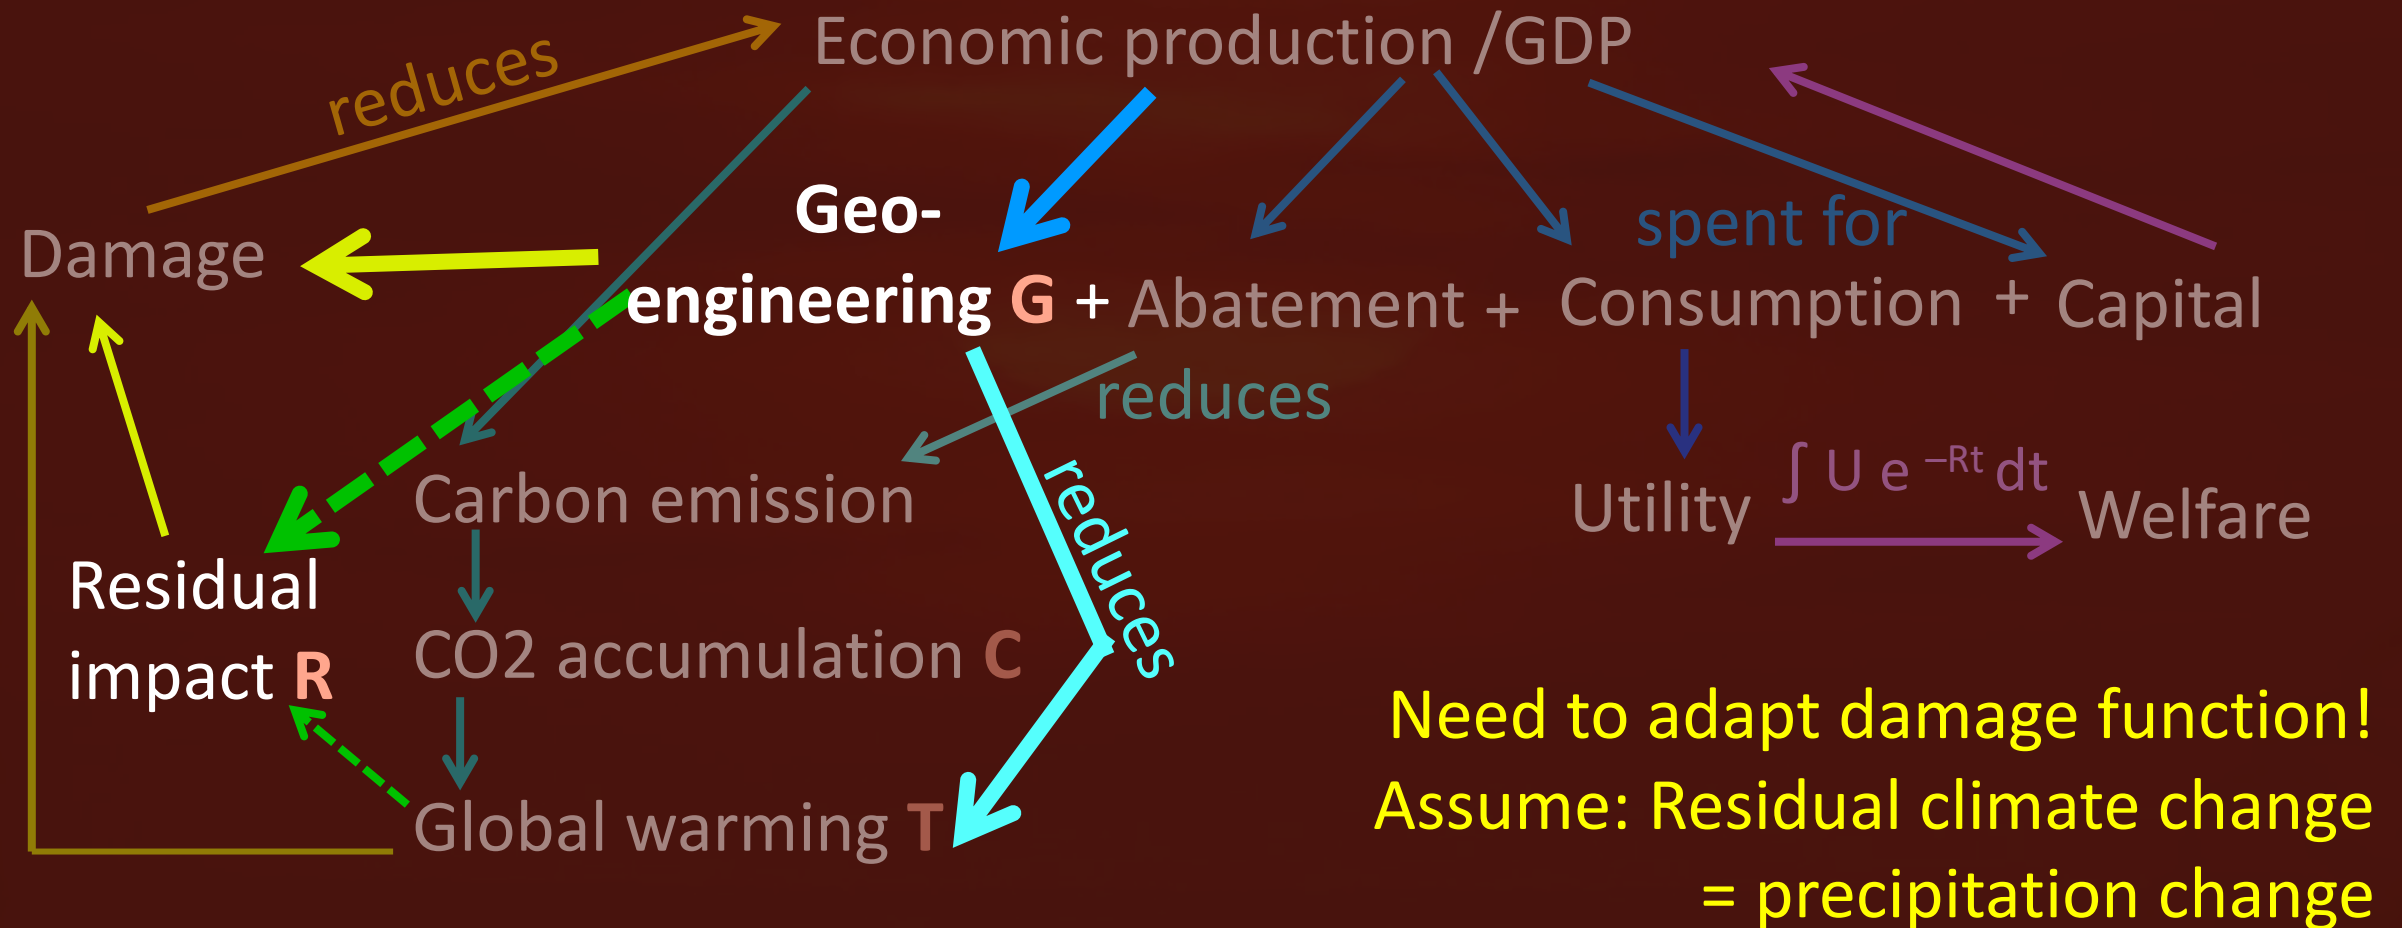 Economic production /GDP
reduces
Geo-
spent for
Damage
engineering G + Abatement + Consumption + Capital
reduces
Carbon emission
reduces
Utility
∫ U e –Rt dt
Welfare
Residual
impact R
CO2 accumulation C
Global warming T
Need to adapt damage function!
Assume: Residual climate change
= precipitation change